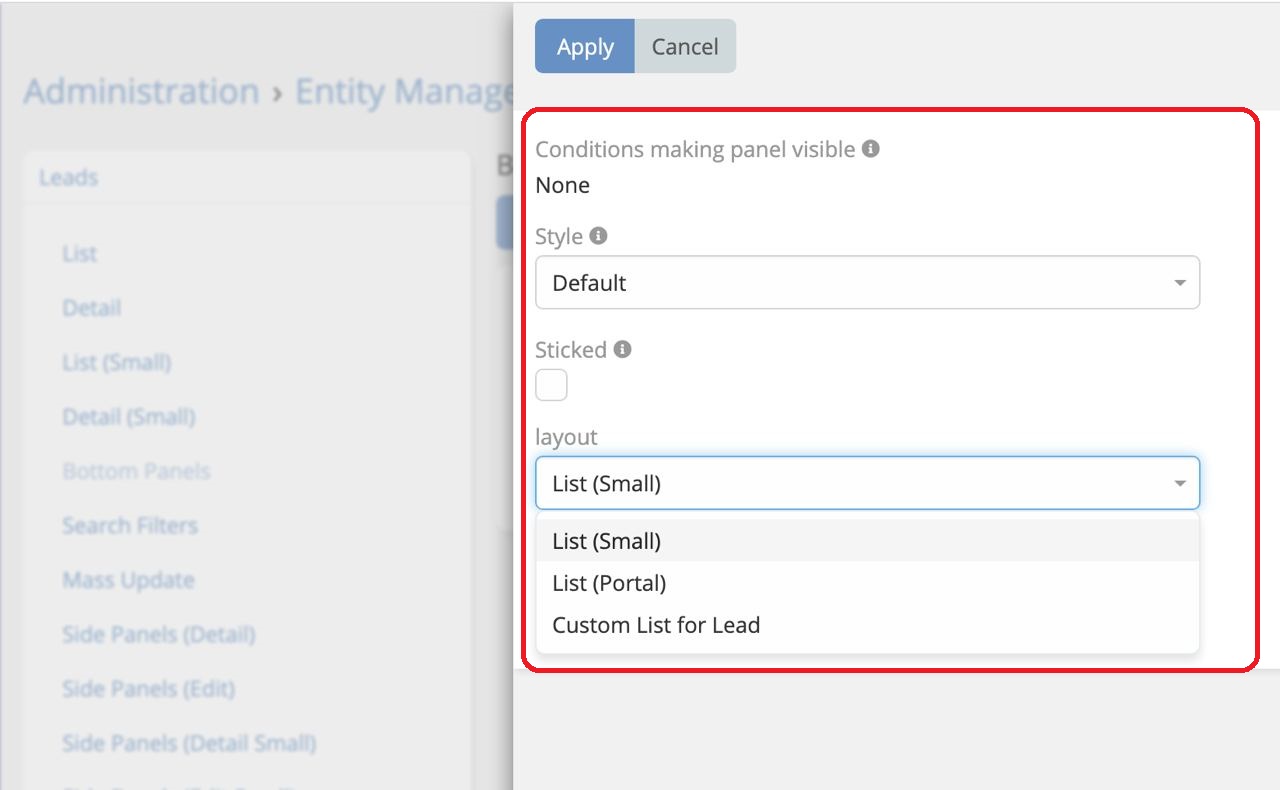 Apply Cancel
Administration › Entity Manage
Leads
List
Detail
List (Small)
Detail (Small)
Bottom Panels
Search Filters
Mass Update
Side Panels (Detail)
Side Panels (Edit)
Side Panels (Detail Small)
B
Conditions making panel visible
None
Style
Default
Sticked
layout
List (Small)
List (Small)
List (Portal)
Custom List for Lead